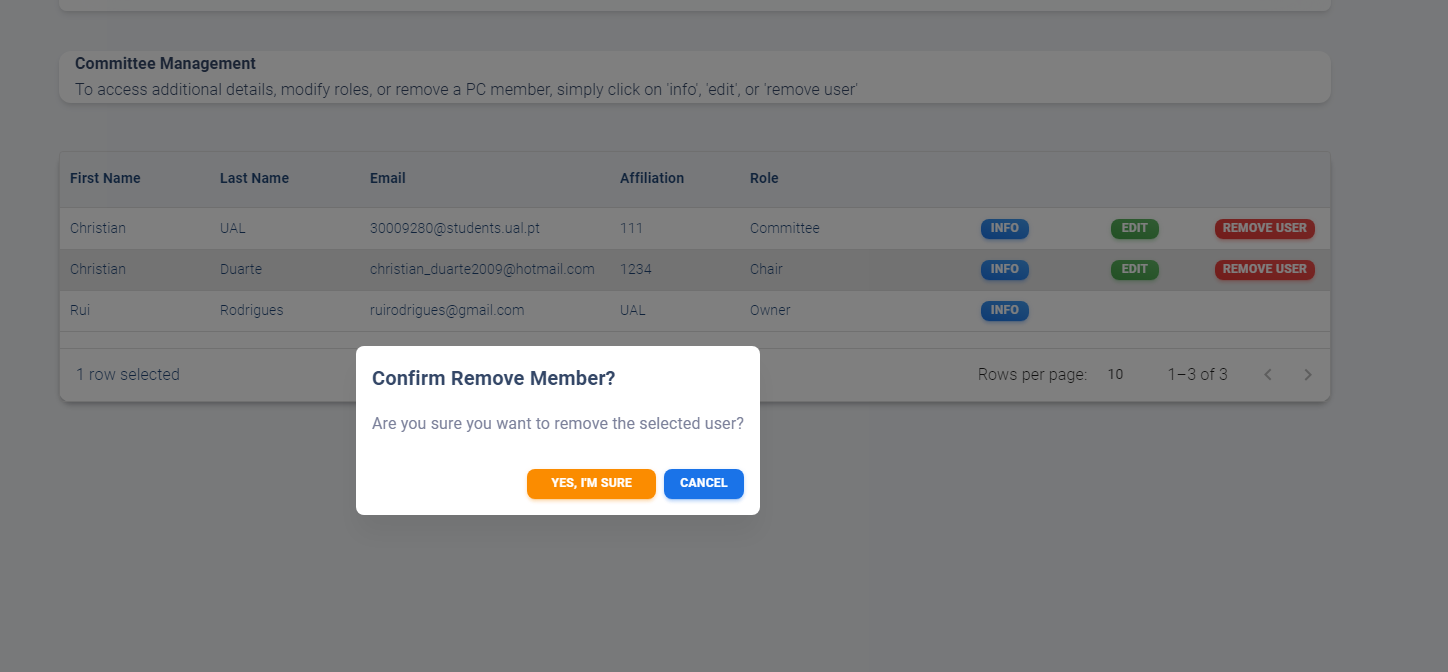 Committee Management
To access additional details, modify roles, or remove a PC member, simply click on 'info', 'edit', or 'remove user'
First Name Last Name Email Affiliation Role
Christian UAL 30009280@students.ual.pt 111 Committee INFO EDIT REMOVE USER
Christian Duarte christian_duarte2009@hotmail.com 1234 Chair INFO EDIT REMOVE USER
Rui Rodrigues ruirodrigues@gmail.com UAL Owner INFO
1 row selected Rows per page: 10 1–3 of 3
Confirm Remove Member?
Are you sure you want to remove the selected user?
YES, I'M SURE CANCEL